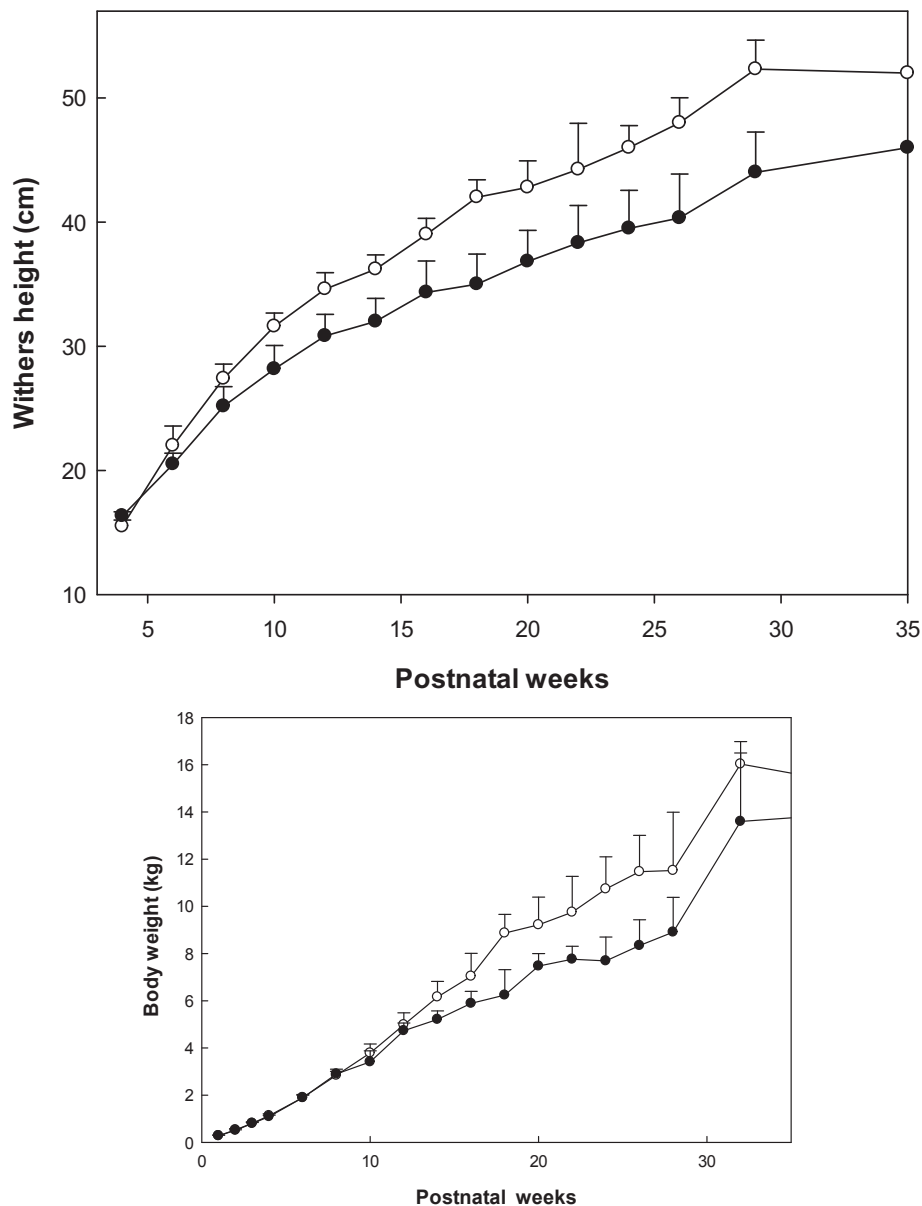 50
40
30
20
10
Withers height (cm)
5 10 15 20 25 30 35
Postnatal weeks
18
16
14
12
10
8
6
4
2
0
Body weight (kg)
0 10 20 30
Postnatal weeks